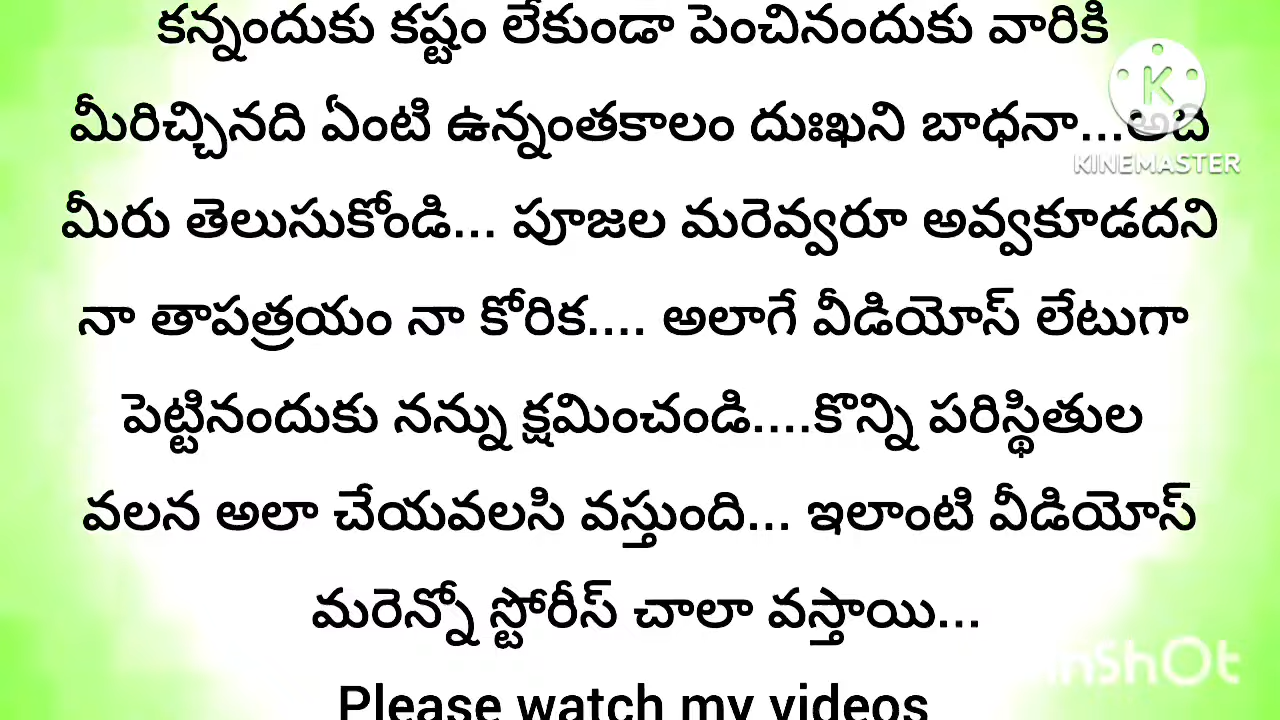 కన్నందుకు కష్టం లేకుండా పెంచినందుకు వారికి
మీరిచ్చినది ఏంటి ఉన్నంతకాలం దుఃఖని బాధనా...అది
మీరు తెలుసుకోండి... పూజల మరెవ్వరూ అవ్వకూడదని
నా తాపత్రయం నా కోరిక.... అలాగే వీడియోస్ లేటుగా
పెట్టినందుకు నన్ను క్షమించండి....కొన్ని పరిస్థితుల
వలన అలా చేయవలసి వస్తుంది... ఇలాంటి వీడియోస్
మరెన్నో స్టోరీస్ చాలా వస్తాయి...
Please watch my videos
K
KINEMASTER